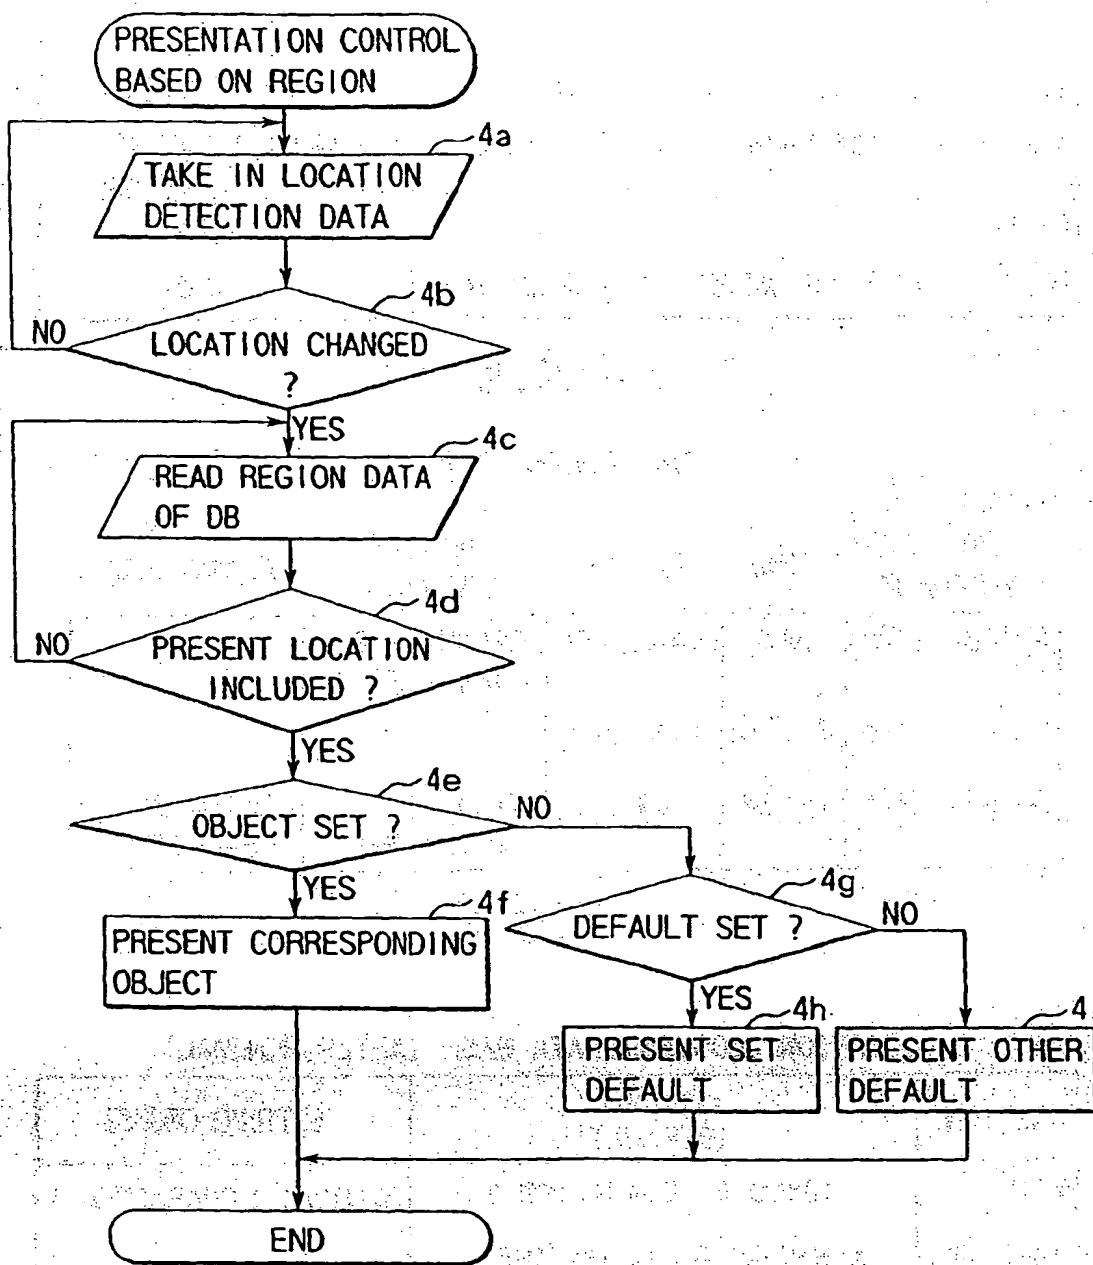 PRESENTATION CONTROL
BASED ON REGION
4a
TAKE IN LOCATION
DETECTION DATA
4b
NO
LOCATION CHANGED
?
YES
4c
READ REGION DATA
OF DB
4d
NO
PRESENT LOCATION
INCLUDED ?
YES
4e
NO
OBJECT SET ?
YES
4f
PRESENT CORRESPONDING
OBJECT
4g
NO
DEFAULT SET ?
YES
4h
PRESENT SET
DEFAULT
4
PRESENT OTHER
DEFAULT
END